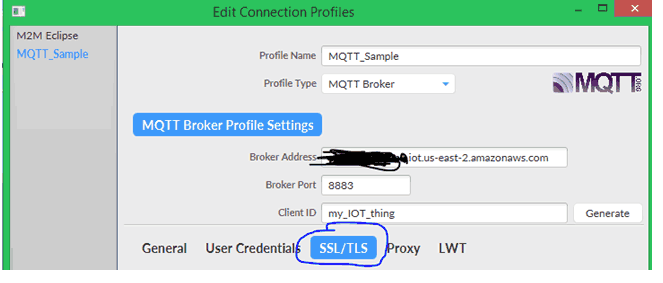 Edit Connection Profiles
M2M Eclipse
MQTT_Sample
Profile Name MQTT_Sample
Profile Type MQTT Broker
MQTT
MQTT Broker Profile Settings
Broker Address .iot.us-east-2.amazonaws.com
Broker Port 8883
Client ID my_IOT_thing Generate
General User Credentials SSL/TLS Proxy LWT